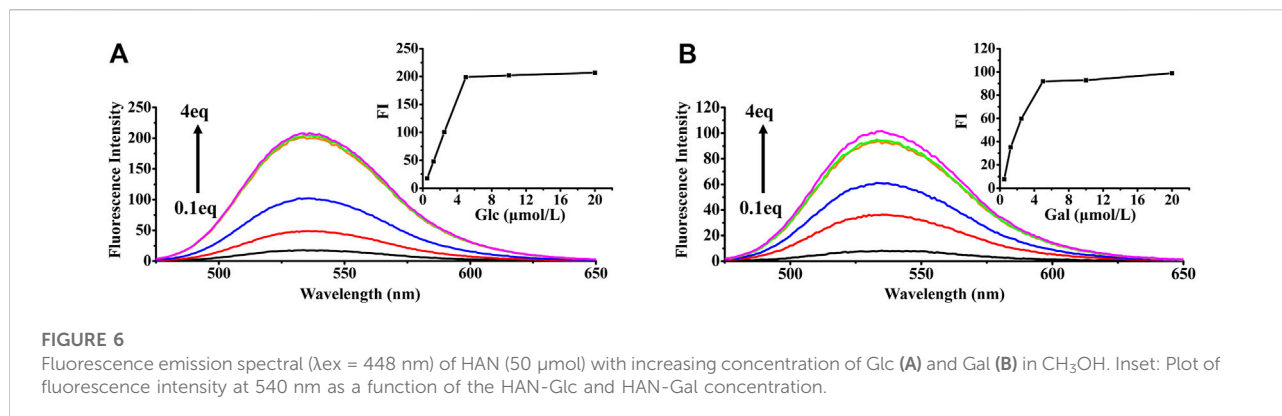 A
Fluorescence Intensity
250
200
150
100
50
0
4eq
0.1eq
500
550
600
650
Wavelength (nm)
FI
250
200
150
100
50
0
0
4
8
12
16
20
Glc (μmol/L)
B
Fluorescence Intensity
120
100
80
60
40
20
0
4eq
0.1eq
500
550
600
650
Wavelength (nm)
FI
120
100
80
60
40
20
0
0
4
8
12
16
20
Gal (μmol/L)
FIGURE 6
Fluorescence emission spectral (λex = 448 nm) of HAN (50 μmol) with increasing concentration of Glc (A) and Gal (B) in CH₃OH. Inset: Plot of
fluorescence intensity at 540 nm as a function of the HAN-Glc and HAN-Gal concentration.